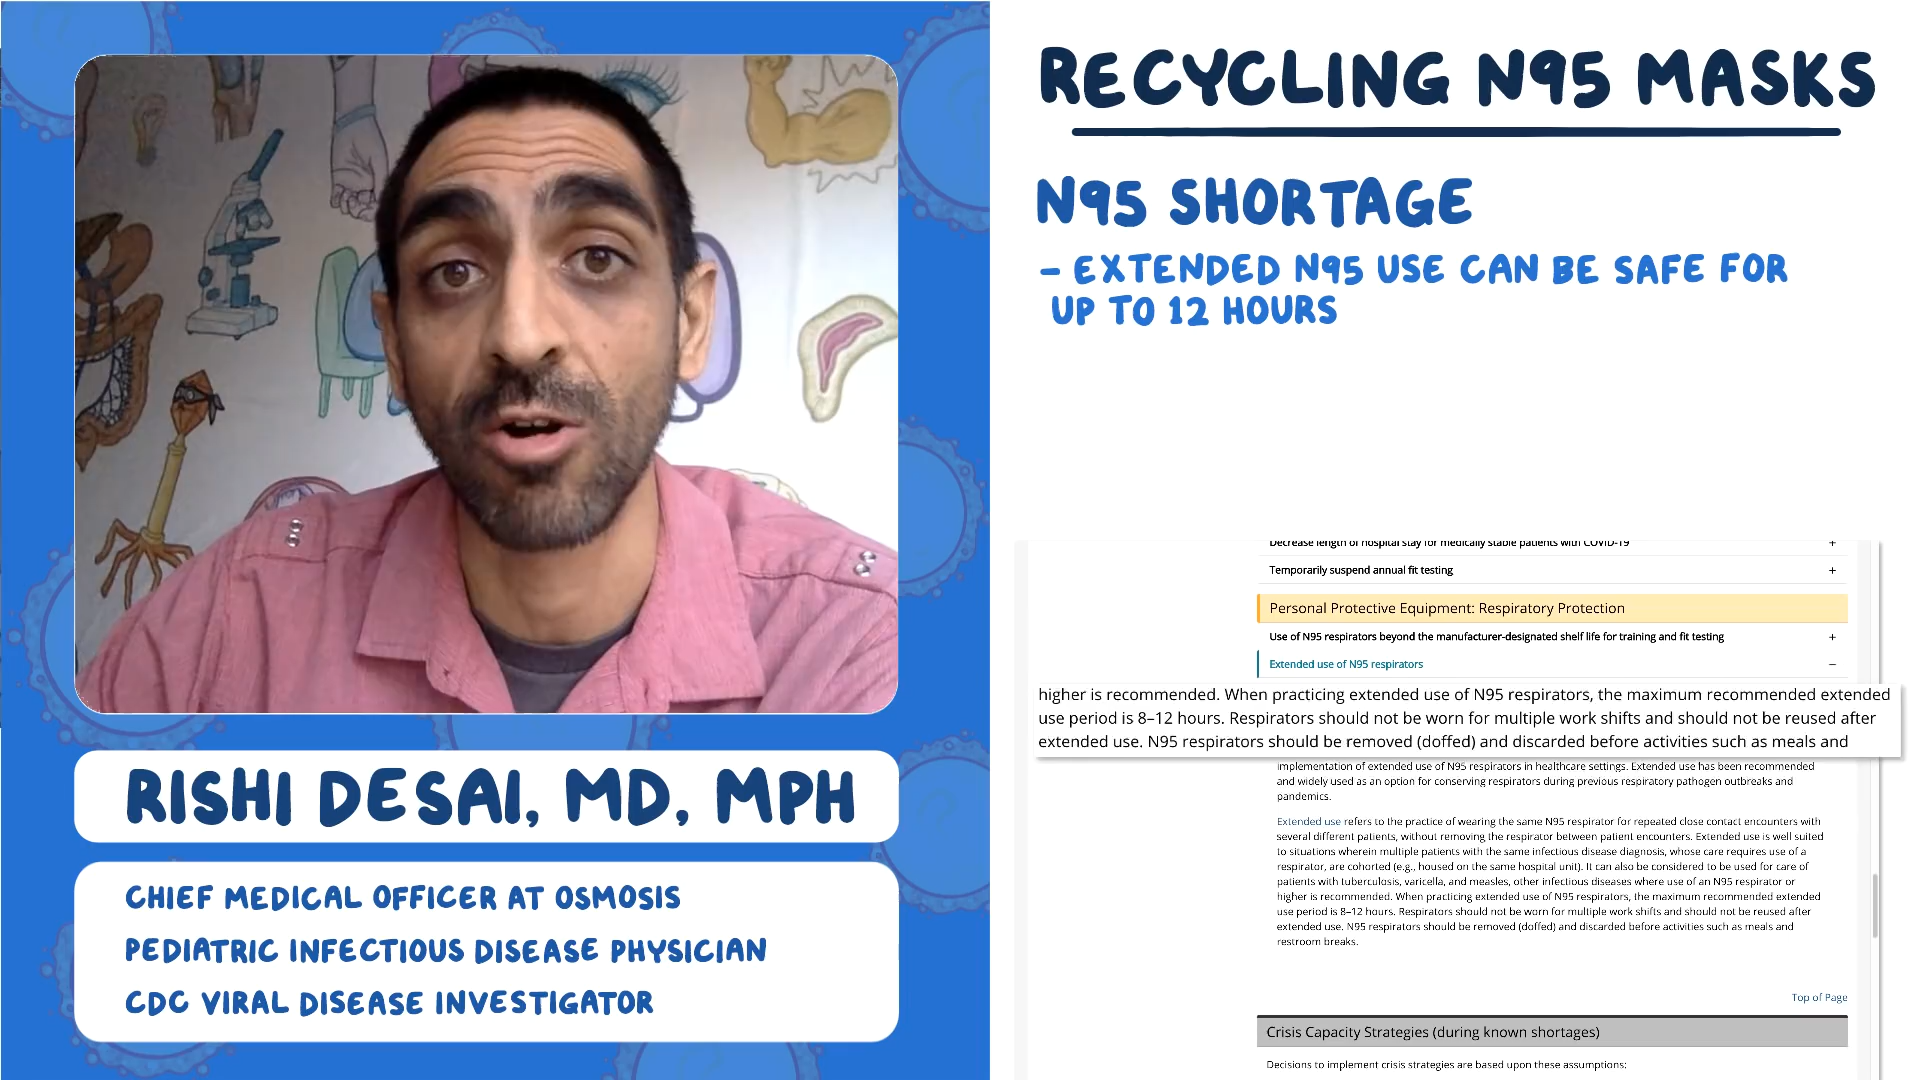 RISHI DESAI, MD, MPH
CHIEF MEDICAL OFFICER AT OSMOSIS
PEDIATRIC INFECTIOUS DISEASE PHYSICIAN
CDC VIRAL DISEASE INVESTIGATOR
RECYCLING N95 MASKS
N95 SHORTAGE
- EXTENDED N95 USE CAN BE SAFE FOR
UP TO 12 HOURS
Decrease length of hospital stay for medically stable patients with COVID-19 +
Temporarily suspend annual fit testing +
Personal Protective Equipment: Respiratory Protection
Use of N95 respirators beyond the manufacturer-designated shelf life for training and fit testing +
Extended use of N95 respirators −
higher is recommended. When practicing extended use of N95 respirators, the maximum recommended extended
use period is 8–12 hours. Respirators should not be worn for multiple work shifts and should not be reused after
extended use. N95 respirators should be removed (doffed) and discarded before activities such as meals and
implementation of extended use of N95 respirators in healthcare settings. Extended use has been recommended
and widely used as an option for conserving respirators during previous respiratory pathogen outbreaks and
pandemics.
Extended use refers to the practice of wearing the same N95 respirator for repeated close contact encounters with
several different patients, without removing the respirator between patient encounters. Extended use is well suited
to situations wherein multiple patients with the same infectious disease diagnosis, whose care requires use of a
respirator, are cohorted (e.g., housed on the same hospital unit). It can also be considered to be used for care of
patients with tuberculosis, varicella, and measles, other infectious diseases where use of an N95 respirator or
higher is recommended. When practicing extended use of N95 respirators, the maximum recommended extended
use period is 8–12 hours. Respirators should not be worn for multiple work shifts and should not be reused after
extended use. N95 respirators should be removed (doffed) and discarded before activities such as meals and
restroom breaks.
Top of Page
Crisis Capacity Strategies (during known shortages)
Decisions to implement crisis strategies are based upon these assumptions: